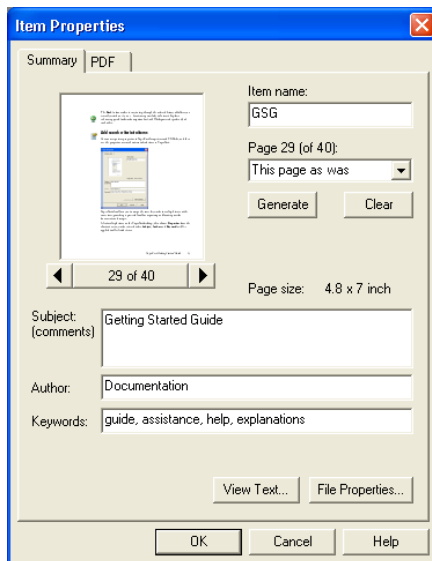 Item Properties
Summary
PDF
Item name:
GSG
Page 29 (of 40):
This page as was
Generate
Clear
29 of 40
Page size: 4.8 x 7 inch
Subject:
(comments)
Getting Started Guide
Author:
Documentation
Keywords:
guide, assistance, help, explanations
View Text...
File Properties...
OK
Cancel
Help